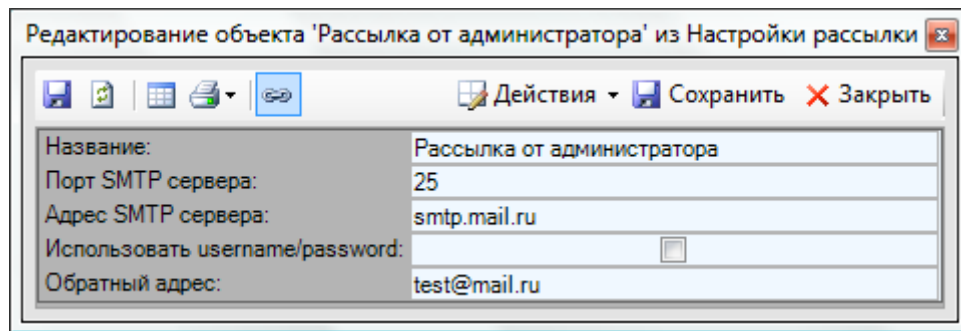 Редактирование объекта 'Рассылка от администратора' из Настройки рассылки
Действия Сохранить Закрыть
Название: Рассылка от администратора
Порт SMTP сервера: 25
Адрес SMTP сервера: smtp.mail.ru
Использовать username/password:
Обратный адрес: test@mail.ru